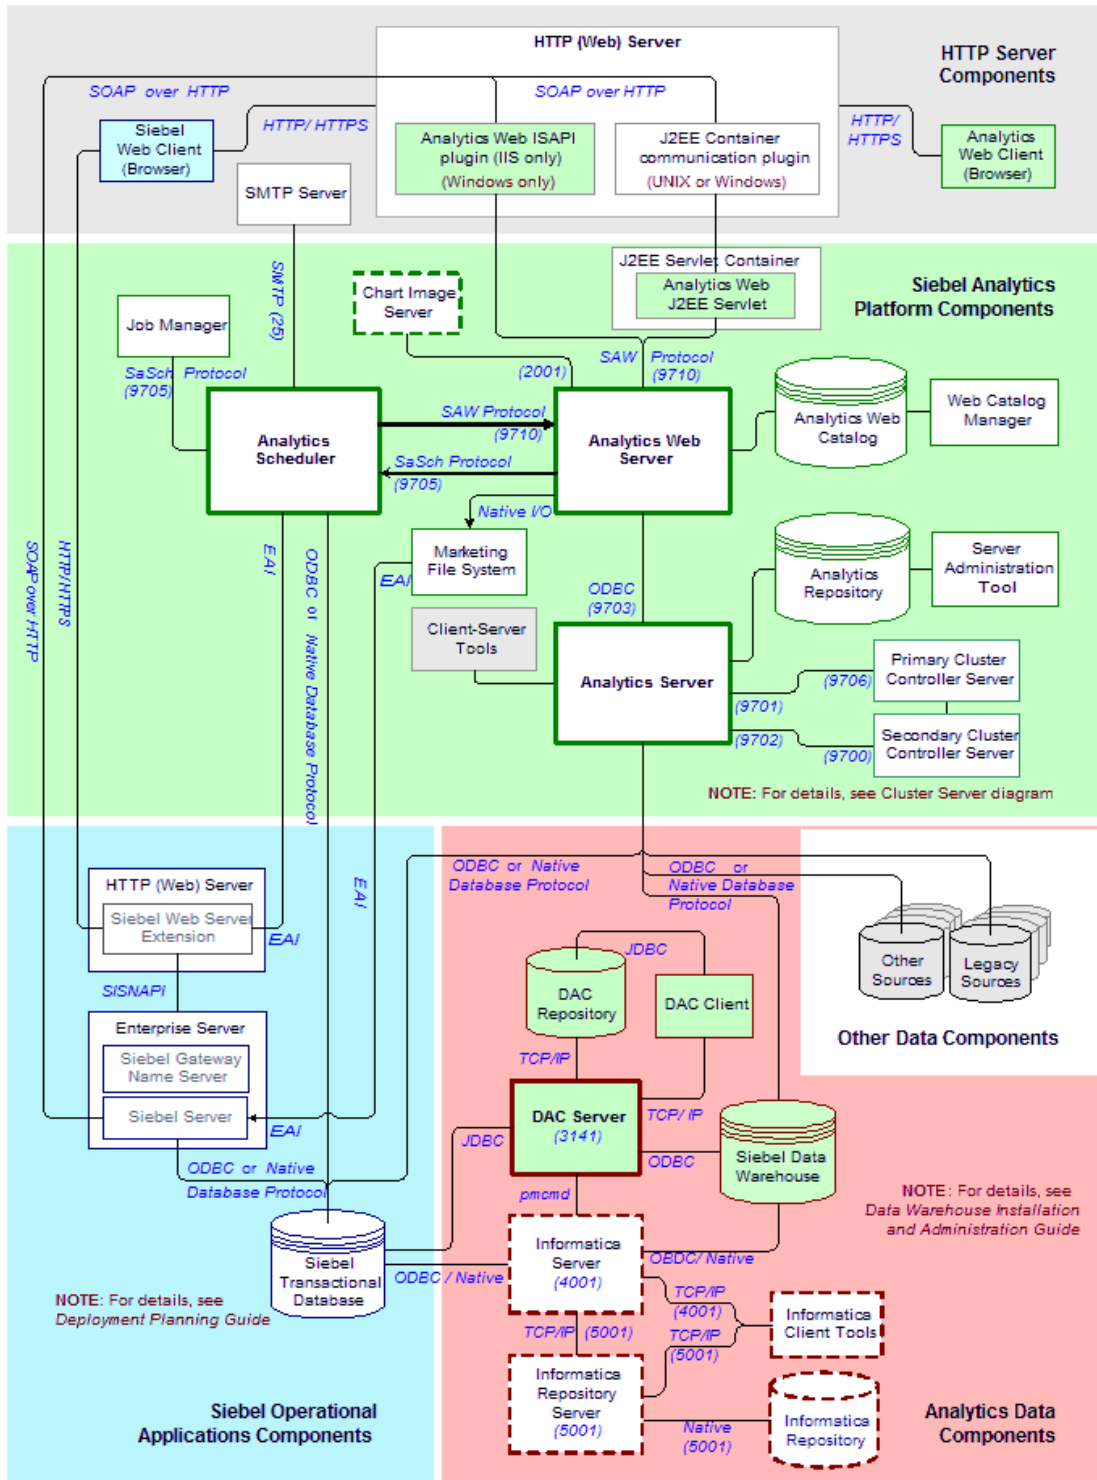 HTTP (Web) Server
HTTP Server
Components
SOAP over HTTP
SOAP over HTTP
HTTP/ HTTPS
HTTP/
HTTPS
Siebel
Web Client
(Browser)
Analytics Web ISAPI
plugin (IIS only)
(Windows only)
J2EE Container
communication plugin
(UNIX or Windows)
Analytics
Web Client
(Browser)
SMTP Server
SMTP (25)
J2EE Servlet Container
Analytics Web
J2EE Servlet
Chart Image
Server
Siebel Analytics
Platform Components
Job Manager
SaSch Protocol
(9705)
(2001)
SAW Protocol
(9710)
Analytics
Scheduler
SAW Protocol
(9710)
SaSch Protocol
(9705)
Analytics Web
Server
Analytics Web
Catalog
Web Catalog
Manager
Native I/O
Marketing
File System
EAI
SOAP over HTTP
HTTP/HTTPS
EAI
ODBC or Native Database Protocol
ODBC
(9703)
Analytics
Repository
Server
Administration
Tool
Client-Server
Tools
Analytics Server
(9701)
(9706)
Primary Cluster
Controller Server
(9702)
(9700)
Secondary Cluster
Controller Server
NOTE: For details, see Cluster Server diagram
HTTP (Web) Server
Siebel Web Server
Extension
EAI
EAI
SISNAPI
ODBC or Native
Database Protocol
ODBC or
Native Database
Protocol
Other
Sources
Legacy
Sources
Other Data Components
Enterprise Server
Siebel Gateway
Name Server
Siebel Server
EAI
ODBC or Native
Database Protocol
JDBC
DAC
Repository
DAC Client
TCP/IP
TCP/ IP
DAC Server
(3141)
JDBC
ODBC
Siebel Data
Warehouse
pmcmd
NOTE: For details, see
Data Warehouse Installation
and Administration Guide
Siebel
Transactional
Database
ODBC / Native
Informatica
Server
(4001)
OBDC/ Native
TCP/IP
(4001)
TCP/IP
(5001)
Informatica
Client Tools
NOTE: For details, see
Deployment Planning Guide
TCP/IP (5001)
Informatica
Repository
Server
(5001)
Native
(5001)
Informatica
Repository
Siebel Operational
Applications Components
Analytics Data
Components